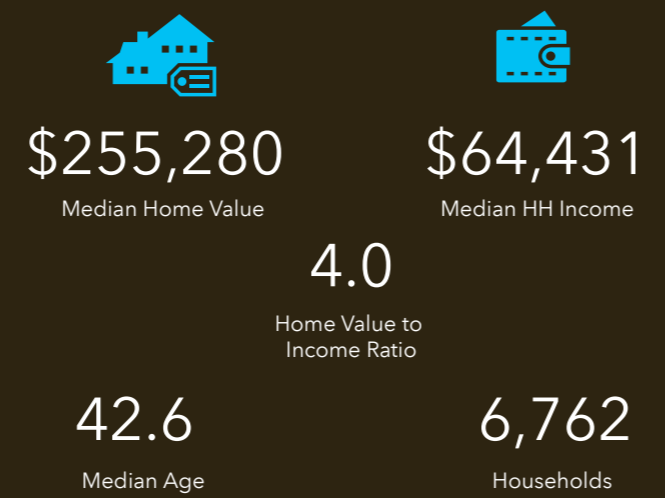 $255,280
Median Home Value
$64,431
Median HH Income
4.0
Home Value to
Income Ratio
42.6
Median Age
6,762
Households